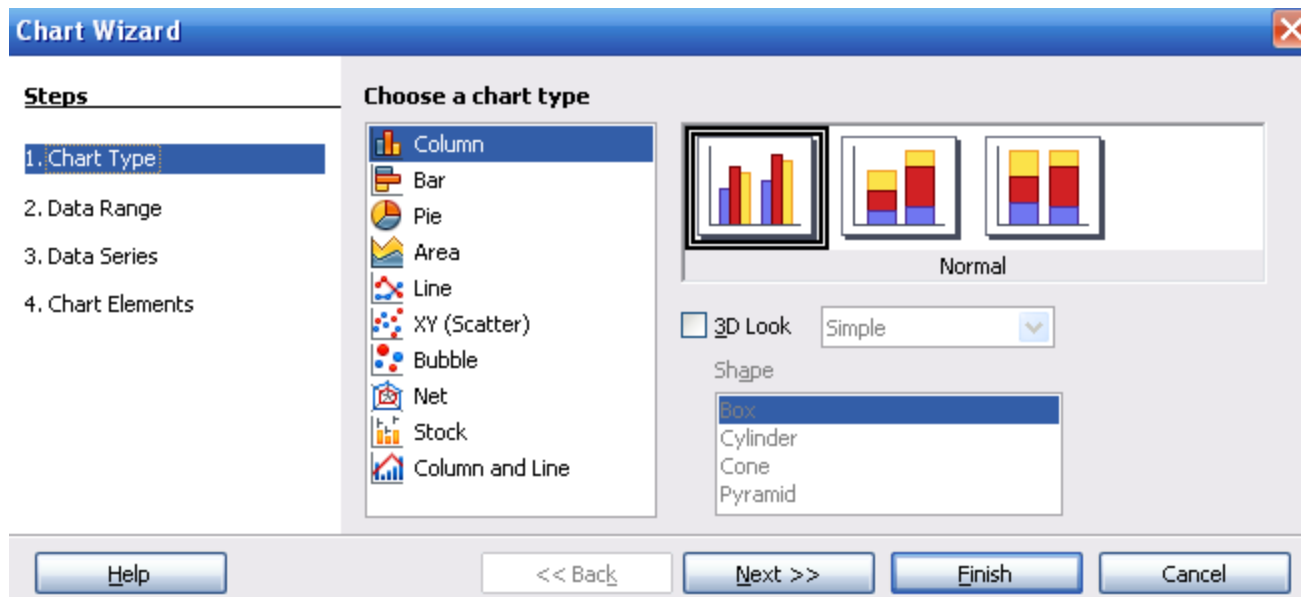 Chart Wizard
Steps
1. Chart Type
2. Data Range
3. Data Series
4. Chart Elements
Choose a chart type
Column
Bar
Pie
Area
Line
XY (Scatter)
Bubble
Net
Stock
Column and Line
Normal
3D Look
Simple
Shape
Box
Cylinder
Cone
Pyramid
Help
<< Back
Next >>
Finish
Cancel